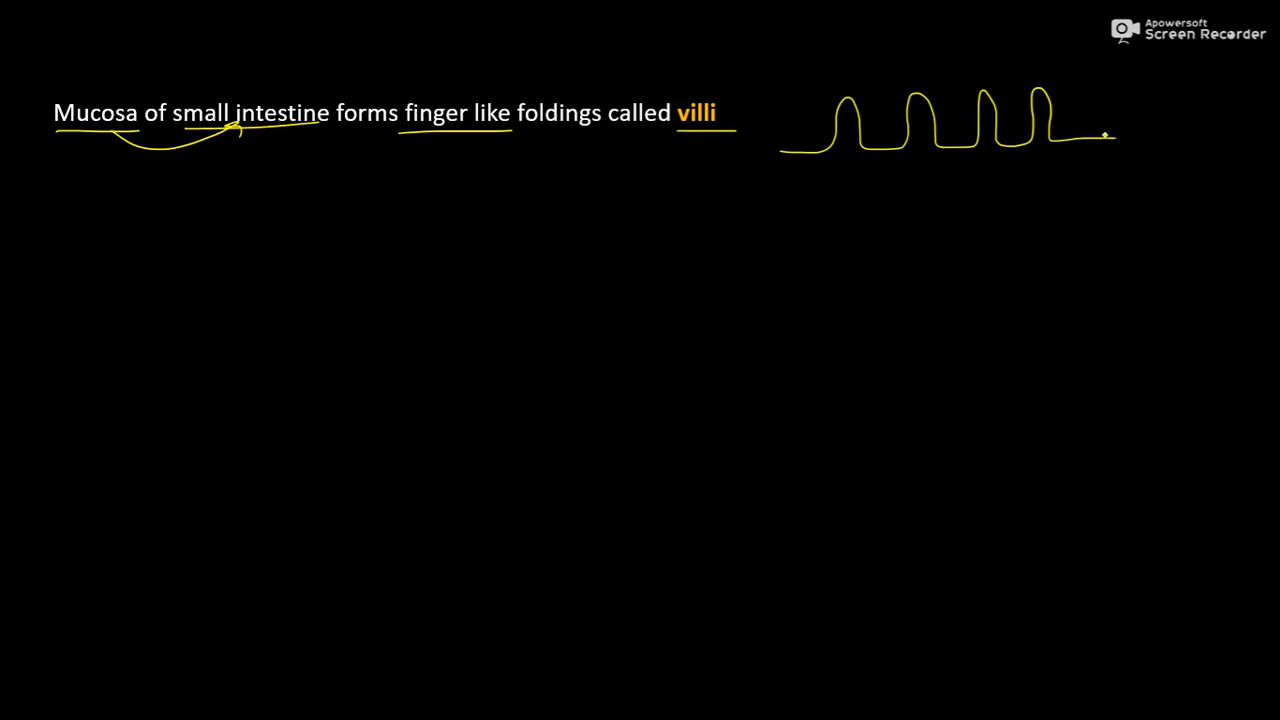 Apowersoft
Screen Recorder
Mucosa of small intestine forms finger like foldings called villi